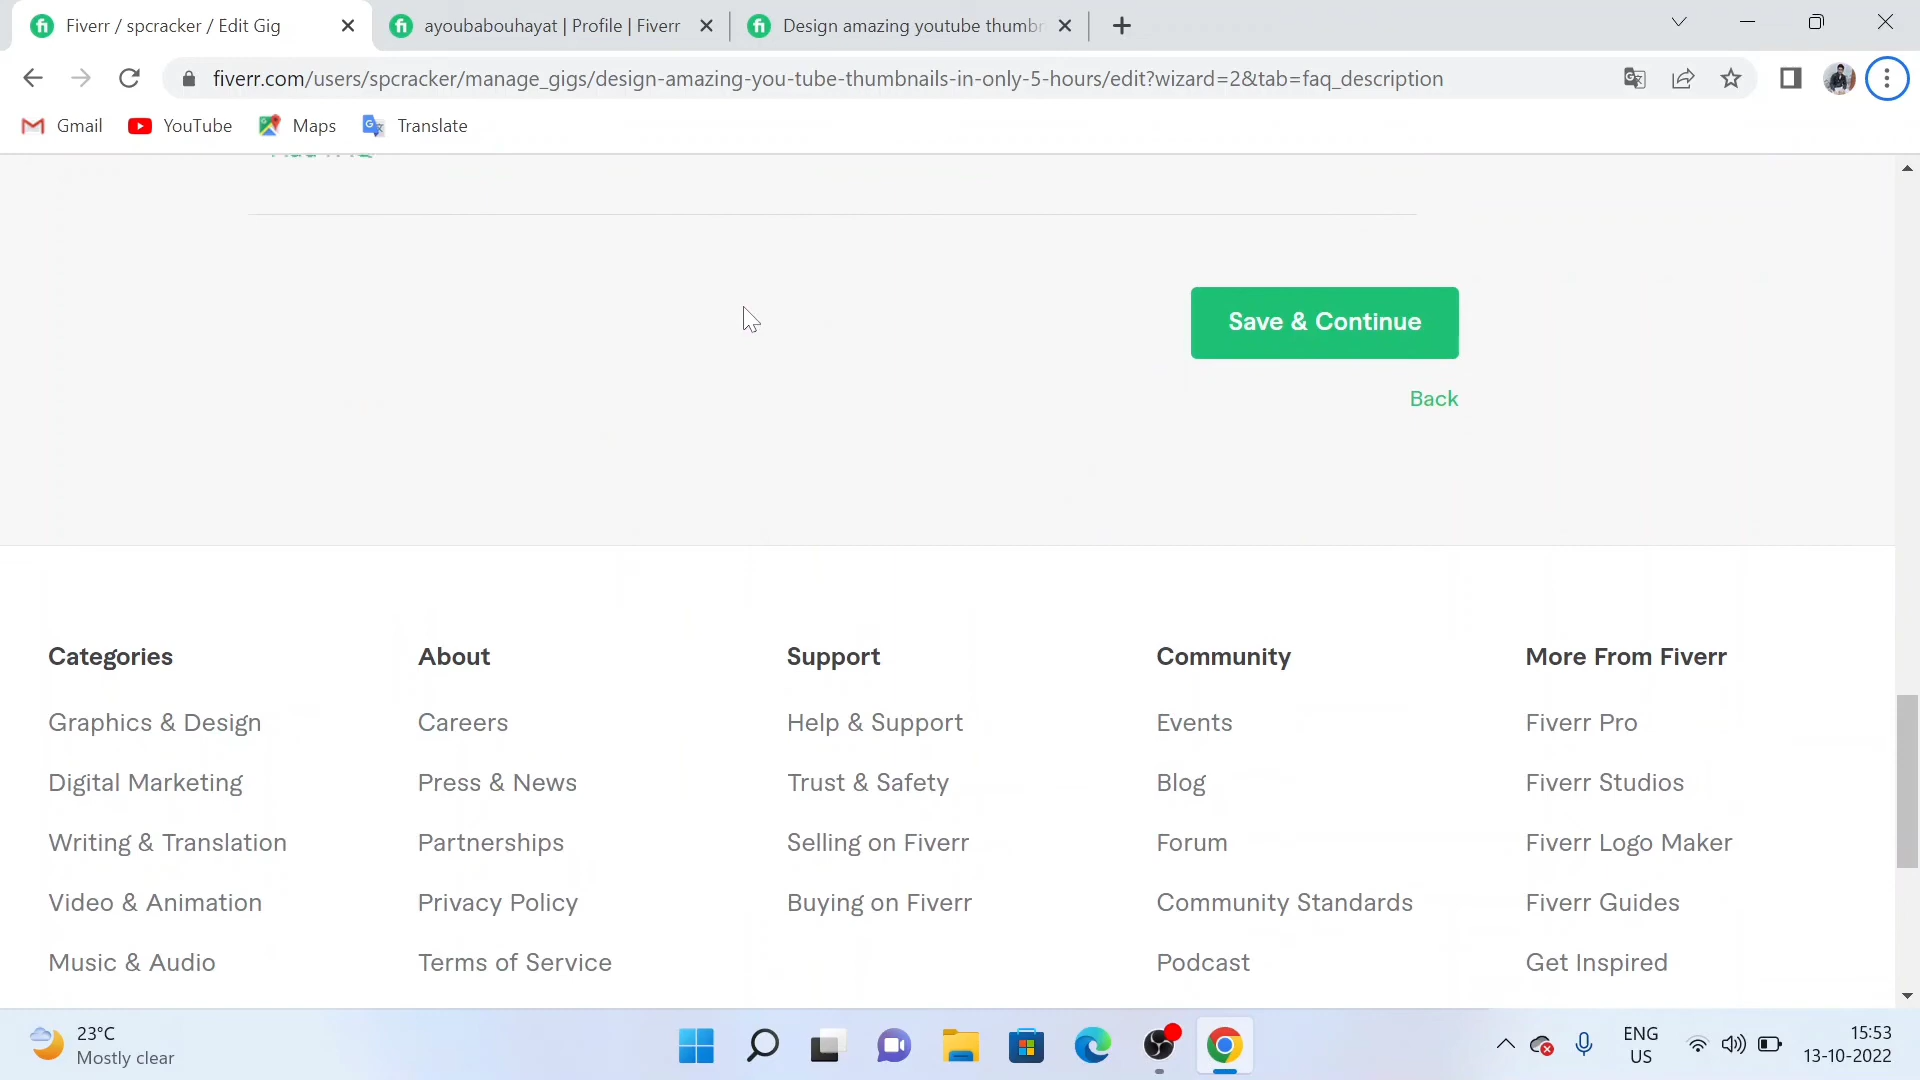 Fiverr / spcracker / Edit Gig
ayoubabouhayat | Profile | Fiverr
Design amazing youtube thumbn
fiverr.com/users/spcracker/manage_gigs/design-amazing-you-tube-thumbnails-in-only-5-hours/edit?wizard=2&tab=faq_description
Gmail
YouTube
Maps
Translate
Save & Continue
Back
Categories
Graphics & Design
Digital Marketing
Writing & Translation
Video & Animation
Music & Audio
About
Careers
Press & News
Partnerships
Privacy Policy
Terms of Service
Support
Help & Support
Trust & Safety
Selling on Fiverr
Buying on Fiverr
Community
Events
Blog
Forum
Community Standards
Podcast
More From Fiverr
Fiverr Pro
Fiverr Studios
Fiverr Logo Maker
Fiverr Guides
Get Inspired
23°C
Mostly clear
ENG
US
15:53
13-10-2022